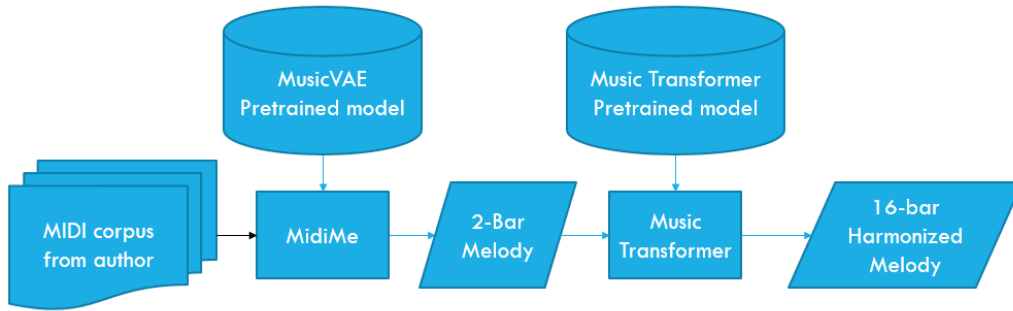 MusicVAE
Pretrained model
Music Transformer
Pretrained model
MIDI corpus
from author
MidiMe
2-Bar
Melody
Music
Transformer
16-bar
Harmonized
Melody